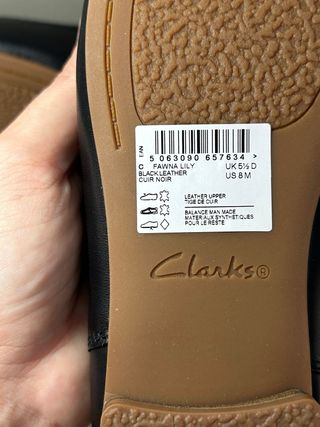 EAN
5 063090 657634 >
C FAWNA LILY UK 5½ D
BLACK LEATHER US 8 M
CUIR NOIR
LEATHER UPPER
TIGE DE CUIR
BALANCE MAN MADE
MATERIAUX SYNTHETIQUES
POUR LE RESTE
Clarks®